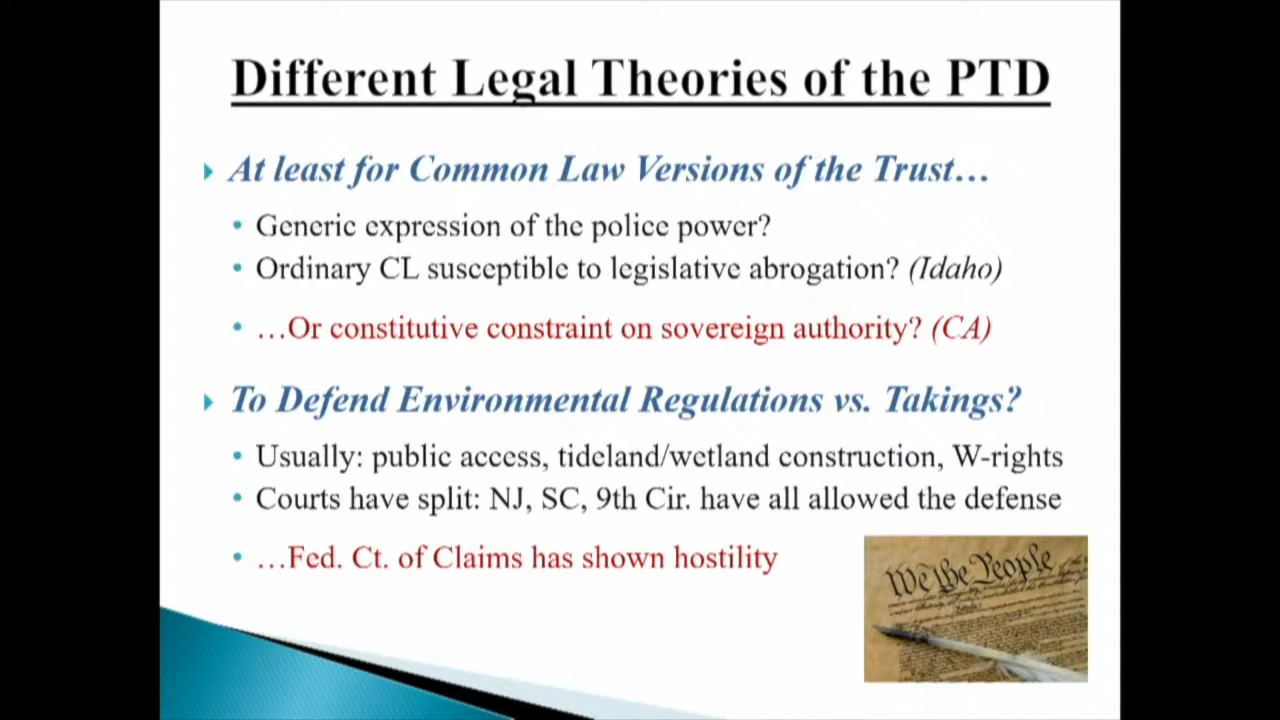 Different Legal Theories of the PTD
At least for Common Law Versions of the Trust…
Generic expression of the police power?
Ordinary CL susceptible to legislative abrogation? (Idaho)
…Or constitutive constraint on sovereign authority? (CA)
To Defend Environmental Regulations vs. Takings?
Usually: public access, tideland/wetland construction, W-rights
Courts have split: NJ, SC, 9th Cir. have all allowed the defense
…Fed. Ct. of Claims has shown hostility
We the People